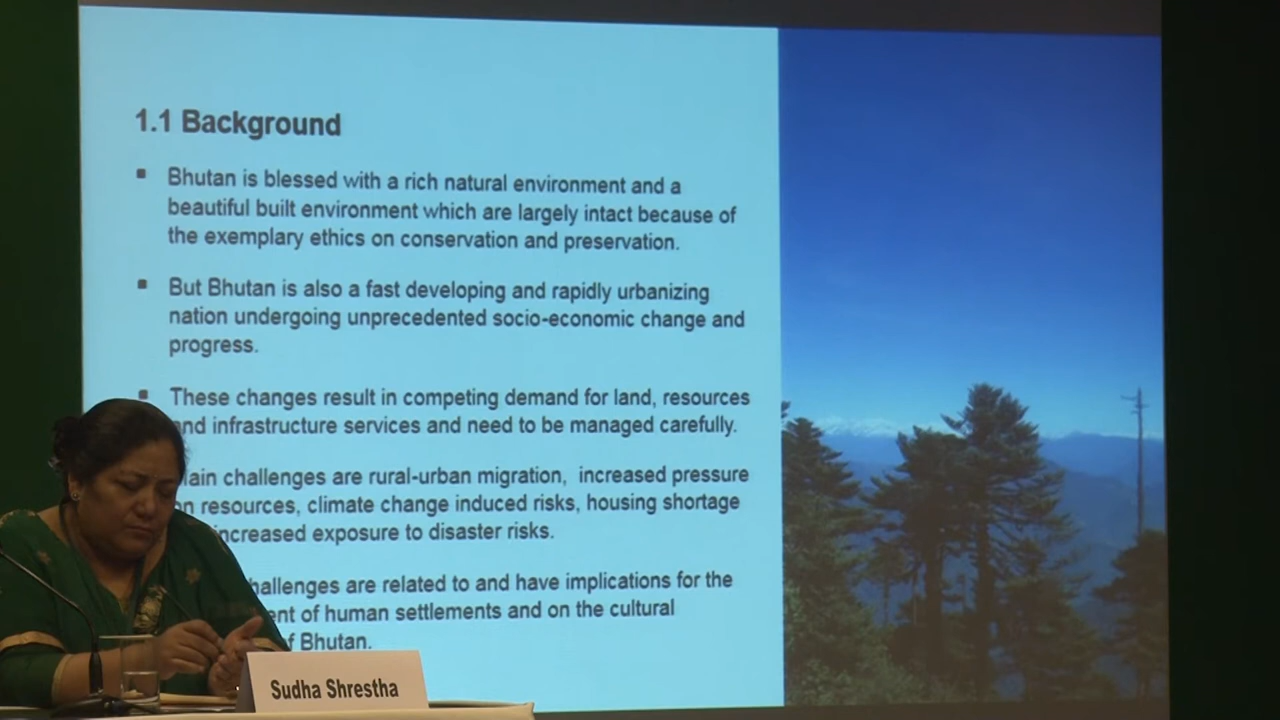 1.1 Background
▪ Bhutan is blessed with a rich natural environment and a
beautiful built environment which are largely intact because of
the exemplary ethics on conservation and preservation.
▪ But Bhutan is also a fast developing and rapidly urbanizing
nation undergoing unprecedented socio-economic change and
progress.
▪ These changes result in competing demand for land, resources
nd infrastructure services and need to be managed carefully.
ain challenges are rural-urban migration, increased pressure
n resources, climate change induced risks, housing shortage
ncreased exposure to disaster risks.
hallenges are related to and have implications for the
ent of human settlements and on the cultural
f Bhutan.
Sudha Shrestha